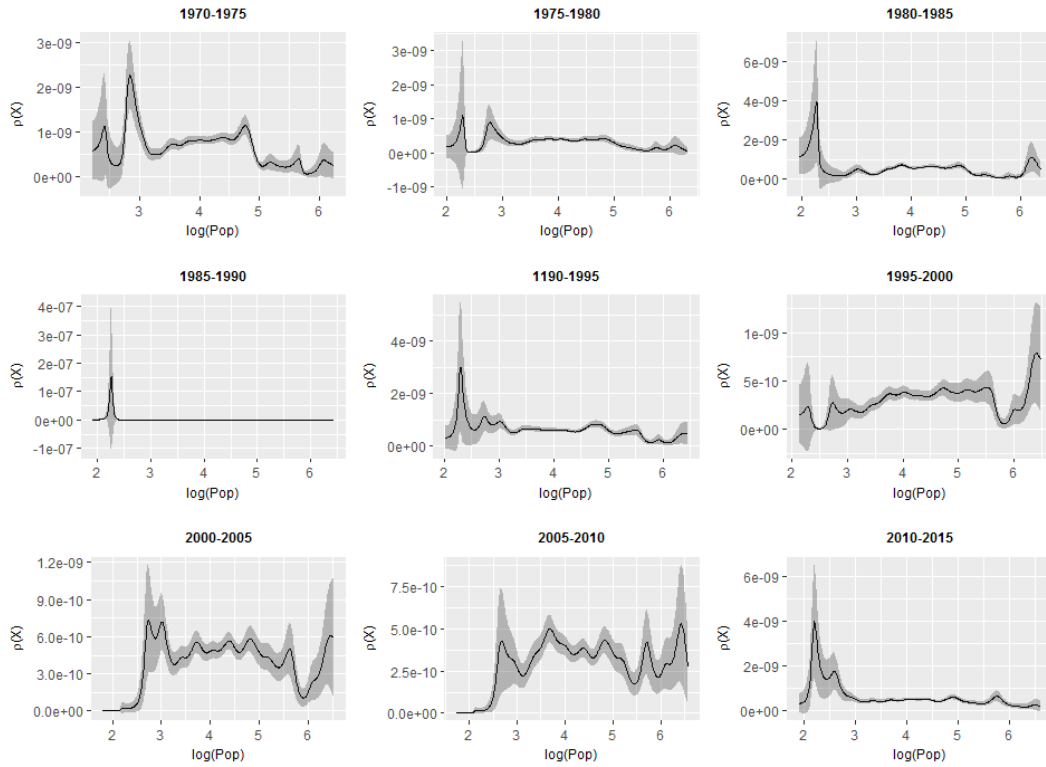 1970-1975
1975-1980
1980-1985
3e-09
2e-09
1e-09
0e+00
ρ(X)
3 4 5 6
log(Pop)
3e-09
2e-09
1e-09
0e+00
-1e-09
ρ(X)
2 3 4 5 6
log(Pop)
6e-09
4e-09
2e-09
0e+00
ρ(X)
2 3 4 5 6
log(Pop)
1985-1990
1190-1995
1995-2000
4e-07
3e-07
2e-07
1e-07
0e+00
-1e-07
ρ(X)
2 3 4 5 6
log(Pop)
4e-09
2e-09
0e+00
ρ(X)
2 3 4 5 6
log(Pop)
1e-09
5e-10
0e+00
ρ(X)
2 3 4 5 6
log(Pop)
2000-2005
2005-2010
2010-2015
1.2e-09
9.0e-10
6.0e-10
3.0e-10
0.0e+00
ρ(X)
2 3 4 5 6
log(Pop)
7.5e-10
5.0e-10
2.5e-10
0.0e+00
ρ(X)
2 3 4 5 6
log(Pop)
6e-09
4e-09
2e-09
0e+00
ρ(X)
2 3 4 5 6
log(Pop)